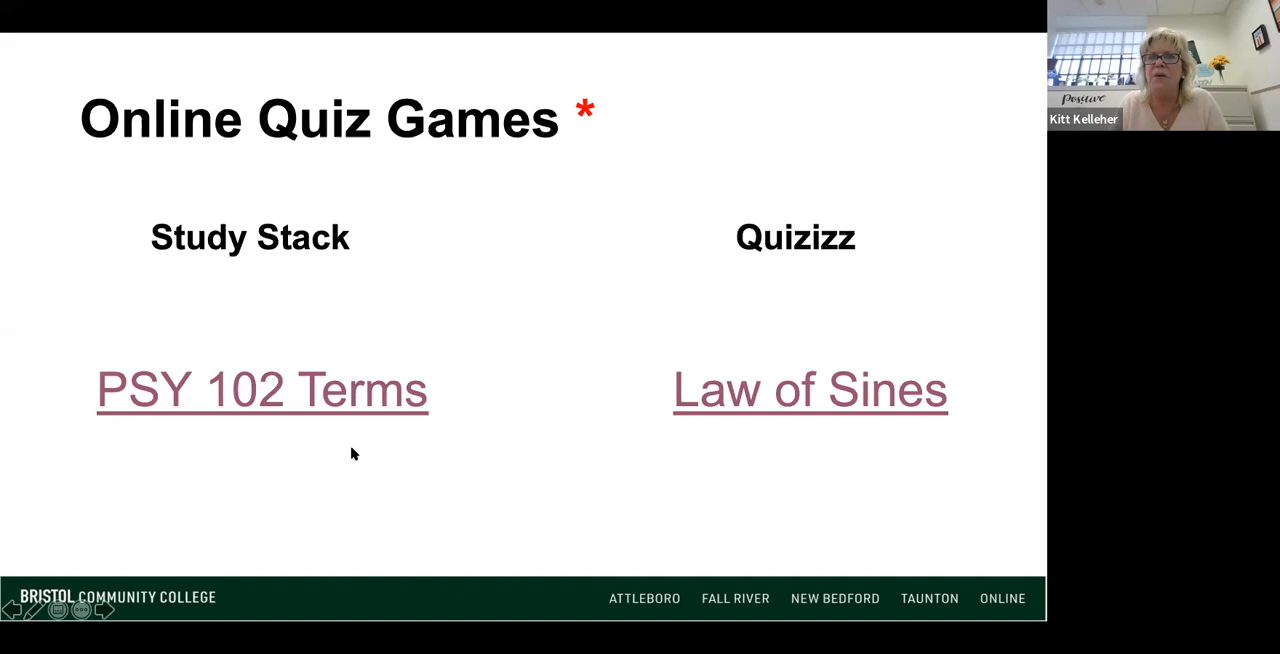 Online Quiz Games *
Study Stack
Quizizz
PSY 102 Terms
Law of Sines
BRISTOL COMMUNITY COLLEGE
ATTLEBORO FALL RIVER NEW BEDFORD TAUNTON ONLINE
Positive
Kitt Kelleher